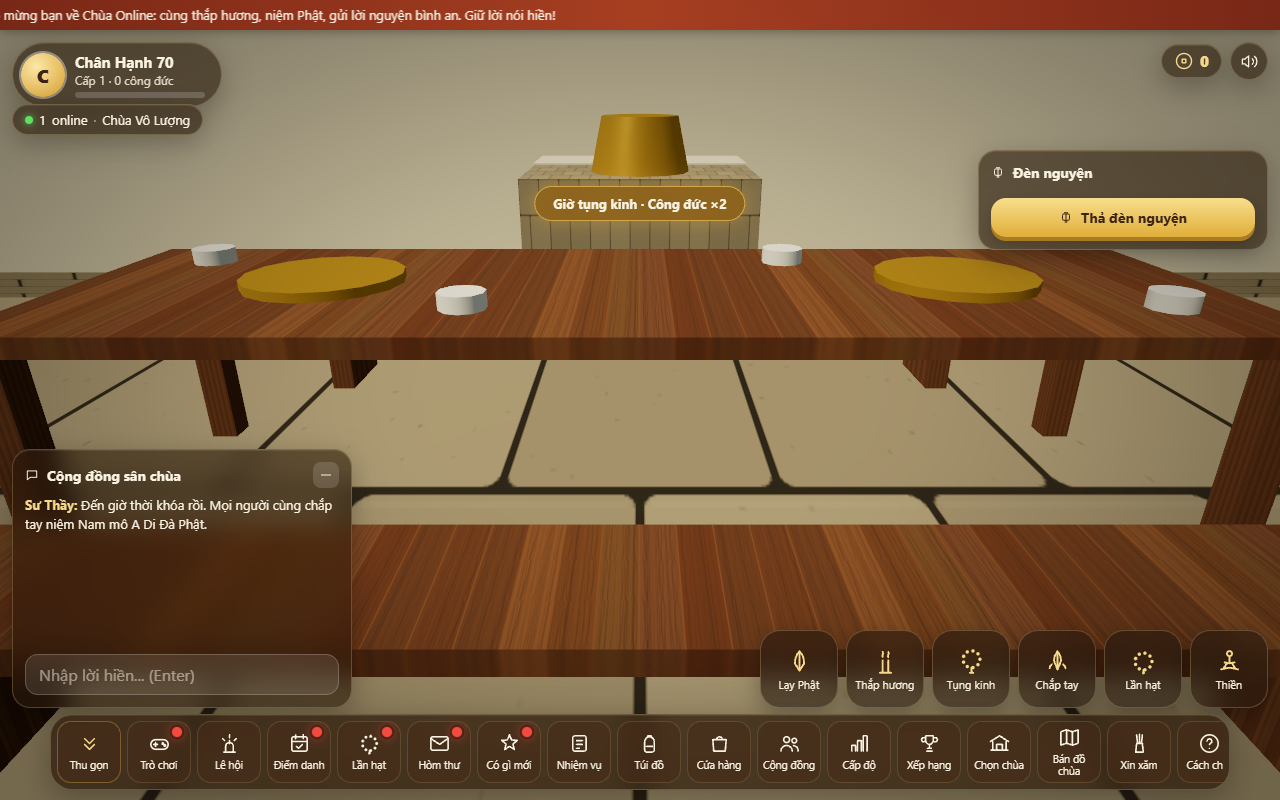 mừng bạn về Chùa Online: cùng thắp hương, niệm Phật, gửi lời nguyện bình an. Giữ lời nói hiền!
C
Chân Hạnh 70
Cấp 1 · 0 công đức
1 online · Chùa Vô Lượng
0
Giờ tụng kinh · Công đức ×2
Đèn nguyện
Thả đèn nguyện
Cộng đồng sân chùa
Sư Thầy: Đến giờ thời khóa rồi. Mọi người cùng chắp
tay niệm Nam mô A Di Đà Phật.
Nhập lời hiền... (Enter)
Lạy Phật
Thắp hương
Tụng kinh
Chắp tay
Lần hạt
Thiền
Thu gọn
Trò chơi
Lễ hội
Điểm danh
Lần hạt
Hòm thư
Có gì mới
Nhiệm vụ
Túi đồ
Cửa hàng
Cộng đồng
Cấp độ
Xếp hạng
Chọn chùa
Bản đồ
chùa
Xin xăm
Cách ch